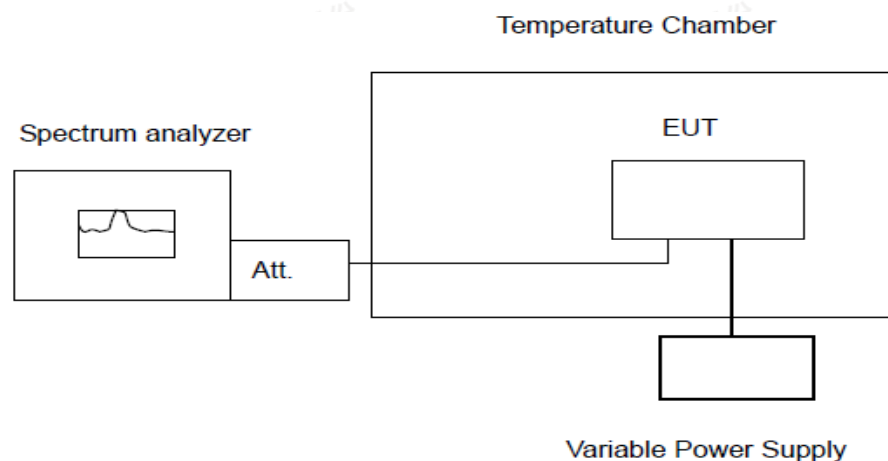 Temperature Chamber
Spectrum analyzer
EUT
Att.
Variable Power Supply